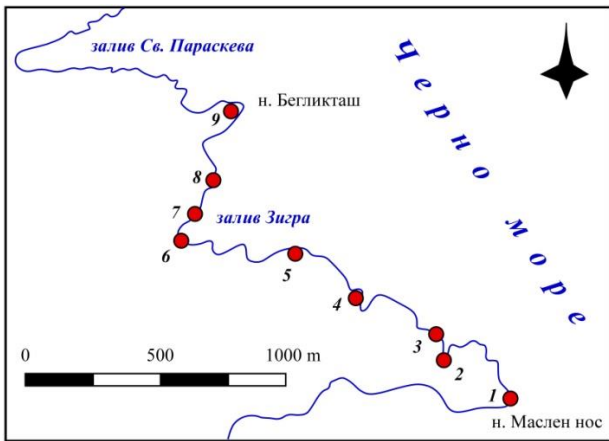 залив Св. Параскева
Черно море
н. Бегликташ
9
8
7
залив Зигра
6
5
4
3
2
1
0 500 1000 m
н. Маслен нос